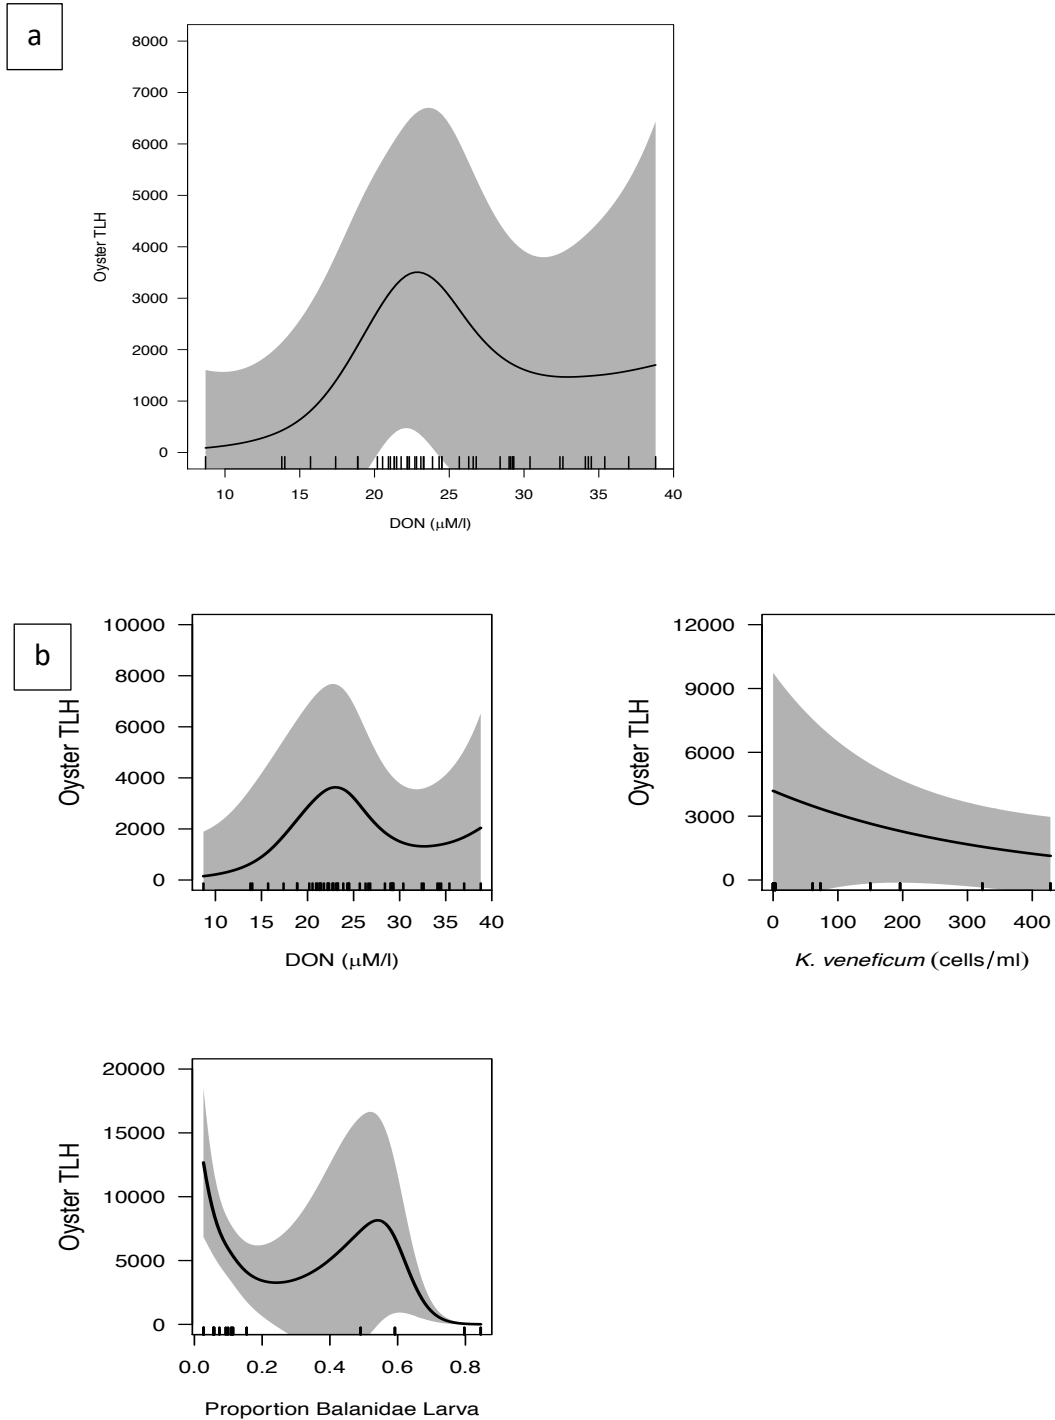 a
8000
7000
6000
5000
4000
3000
2000
1000
0
Oyster TLH
10 15 20 25 30 35 40
DON (μM/l)
b
10000
8000
6000
4000
2000
0
Oyster TLH
10 15 20 25 30 35 40
DON (μM/l)
12000
9000
6000
3000
0
Oyster TLH
0 100 200 300 400
K. veneficum (cells/ml)
20000
15000
10000
5000
0
Oyster TLH
0.0 0.2 0.4 0.6 0.8
Proportion Balanidae Larva